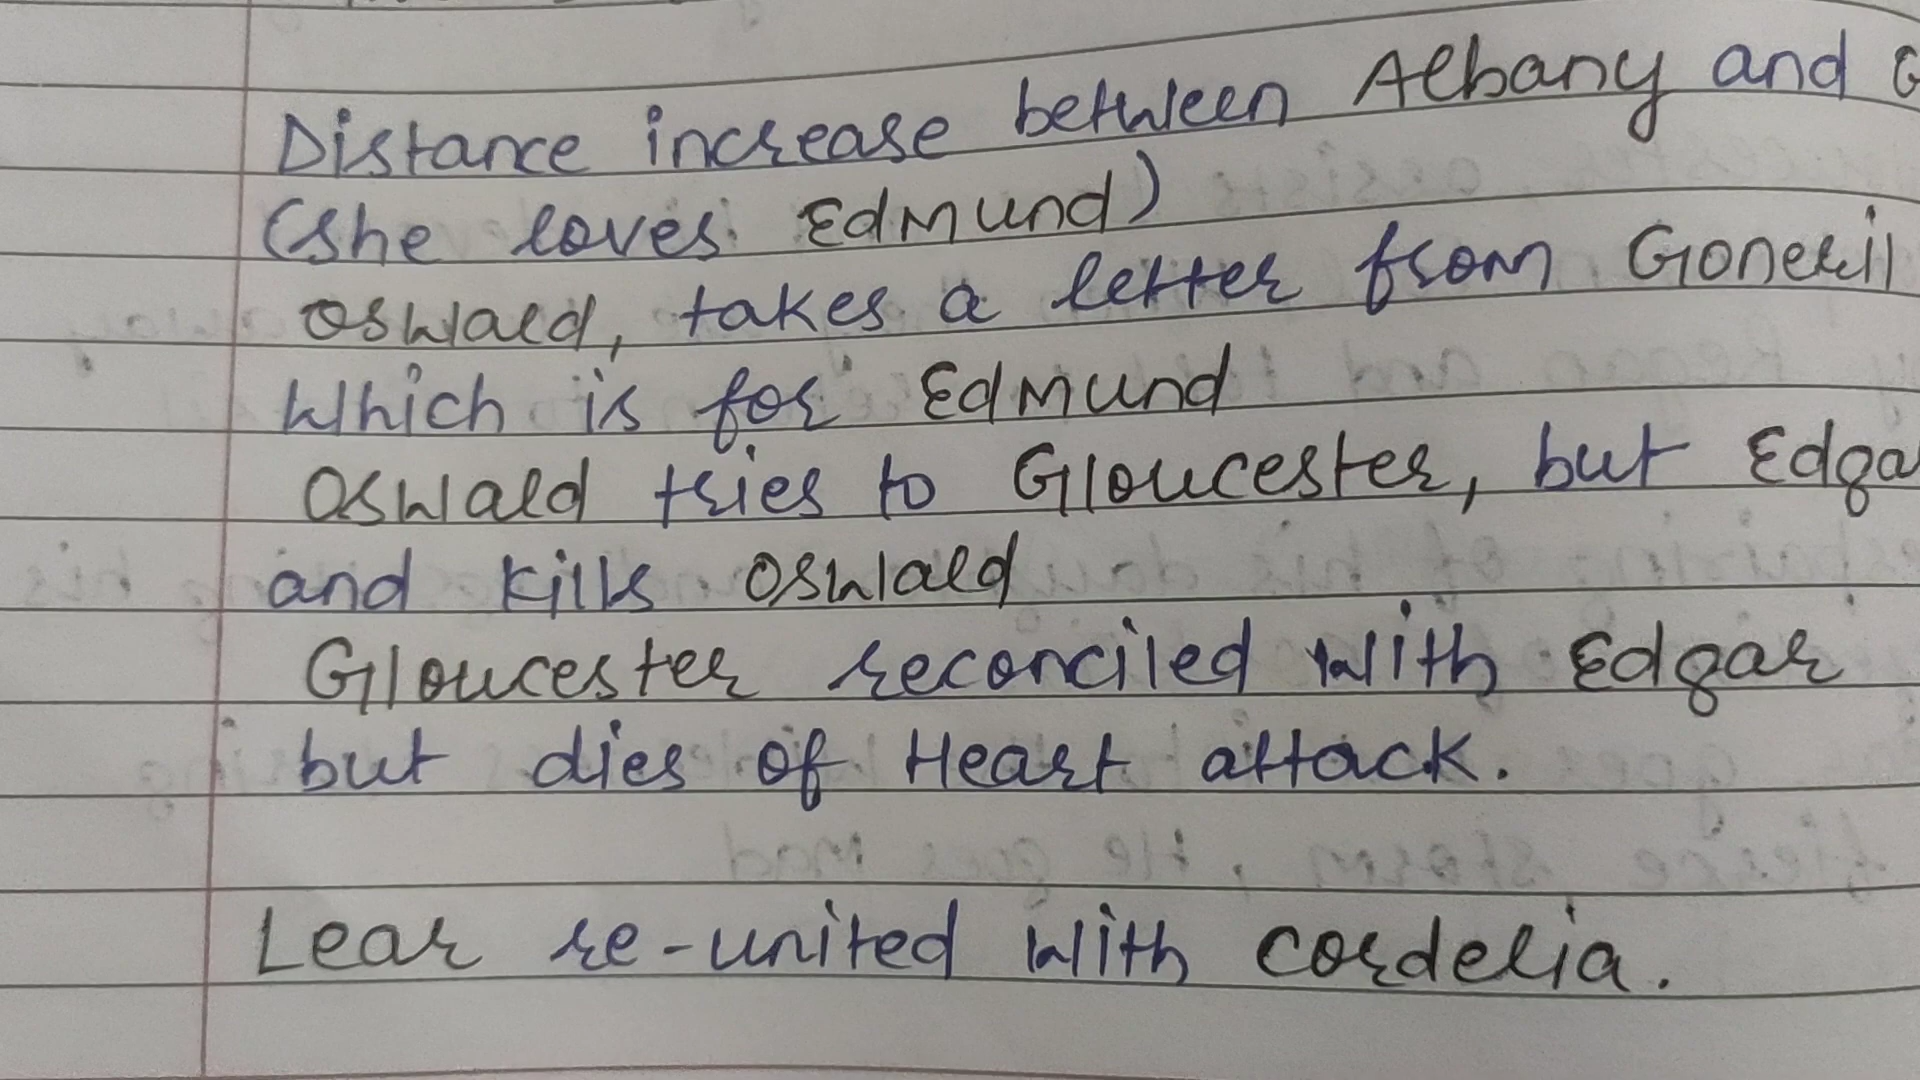 Distance increase between Albany and G
(she loves Edmund)
Oswald, takes a letter from Goneril
which is for Edmund
Oswald tries to Gloucester, but Edga
and kills Oswald
Gloucester reconciled with Edgar
but dies of Heart attack.
Lear re-united with cordelia.